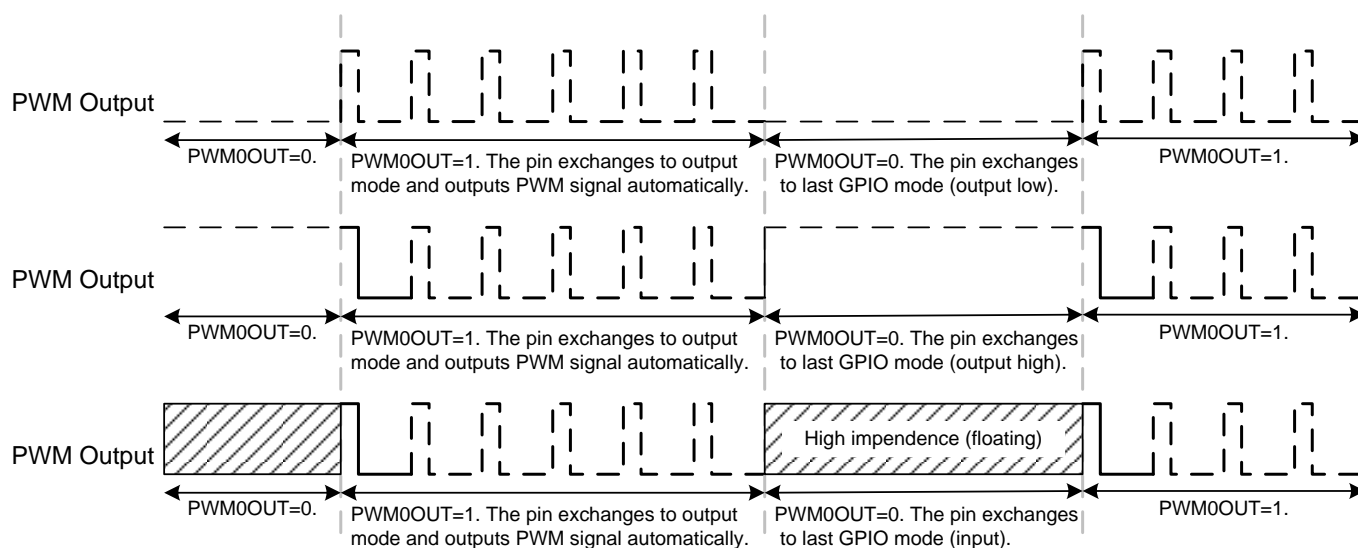 PWM Output
PWM0OUT=0.
PWM0OUT=1. The pin exchanges to output
mode and outputs PWM signal automatically.
PWM0OUT=0. The pin exchanges
to last GPIO mode (output low).
PWM0OUT=1.
PWM Output
PWM0OUT=0.
PWM0OUT=1. The pin exchanges to output
mode and outputs PWM signal automatically.
PWM0OUT=0. The pin exchanges
to last GPIO mode (output high).
PWM0OUT=1.
PWM Output
High impendence (floating)
PWM0OUT=0.
PWM0OUT=1. The pin exchanges to output
mode and outputs PWM signal automatically.
PWM0OUT=0. The pin exchanges
to last GPIO mode (input).
PWM0OUT=1.